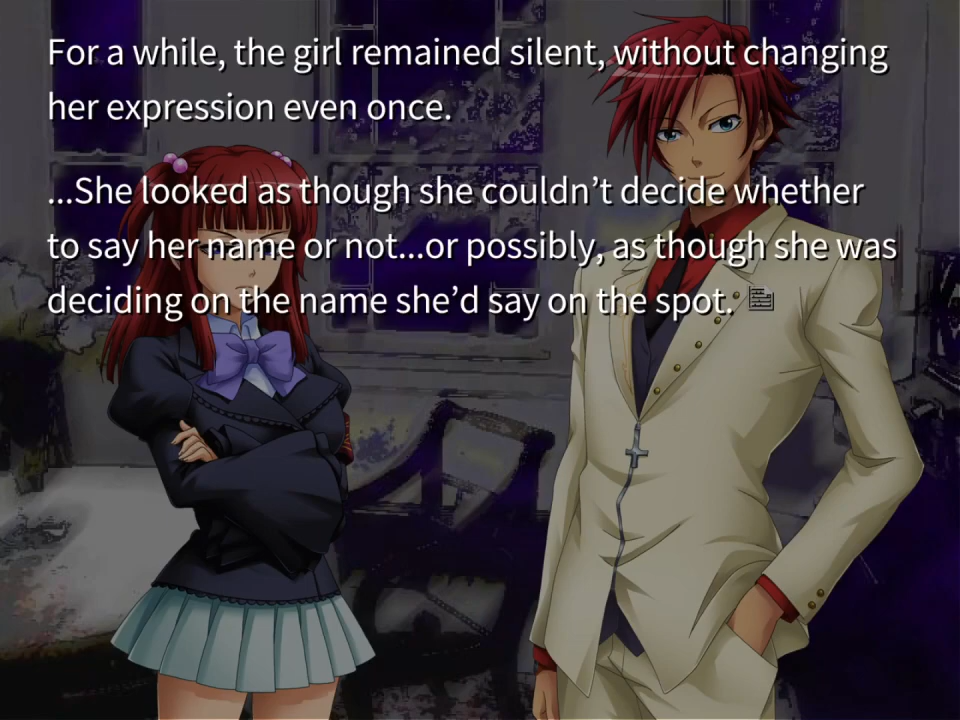 For a while, the girl remained silent, without changing
her expression even once.
...She looked as though she couldn’t decide whether
to say her name or not...or possibly, as though she was
deciding on the name she’d say on the spot.